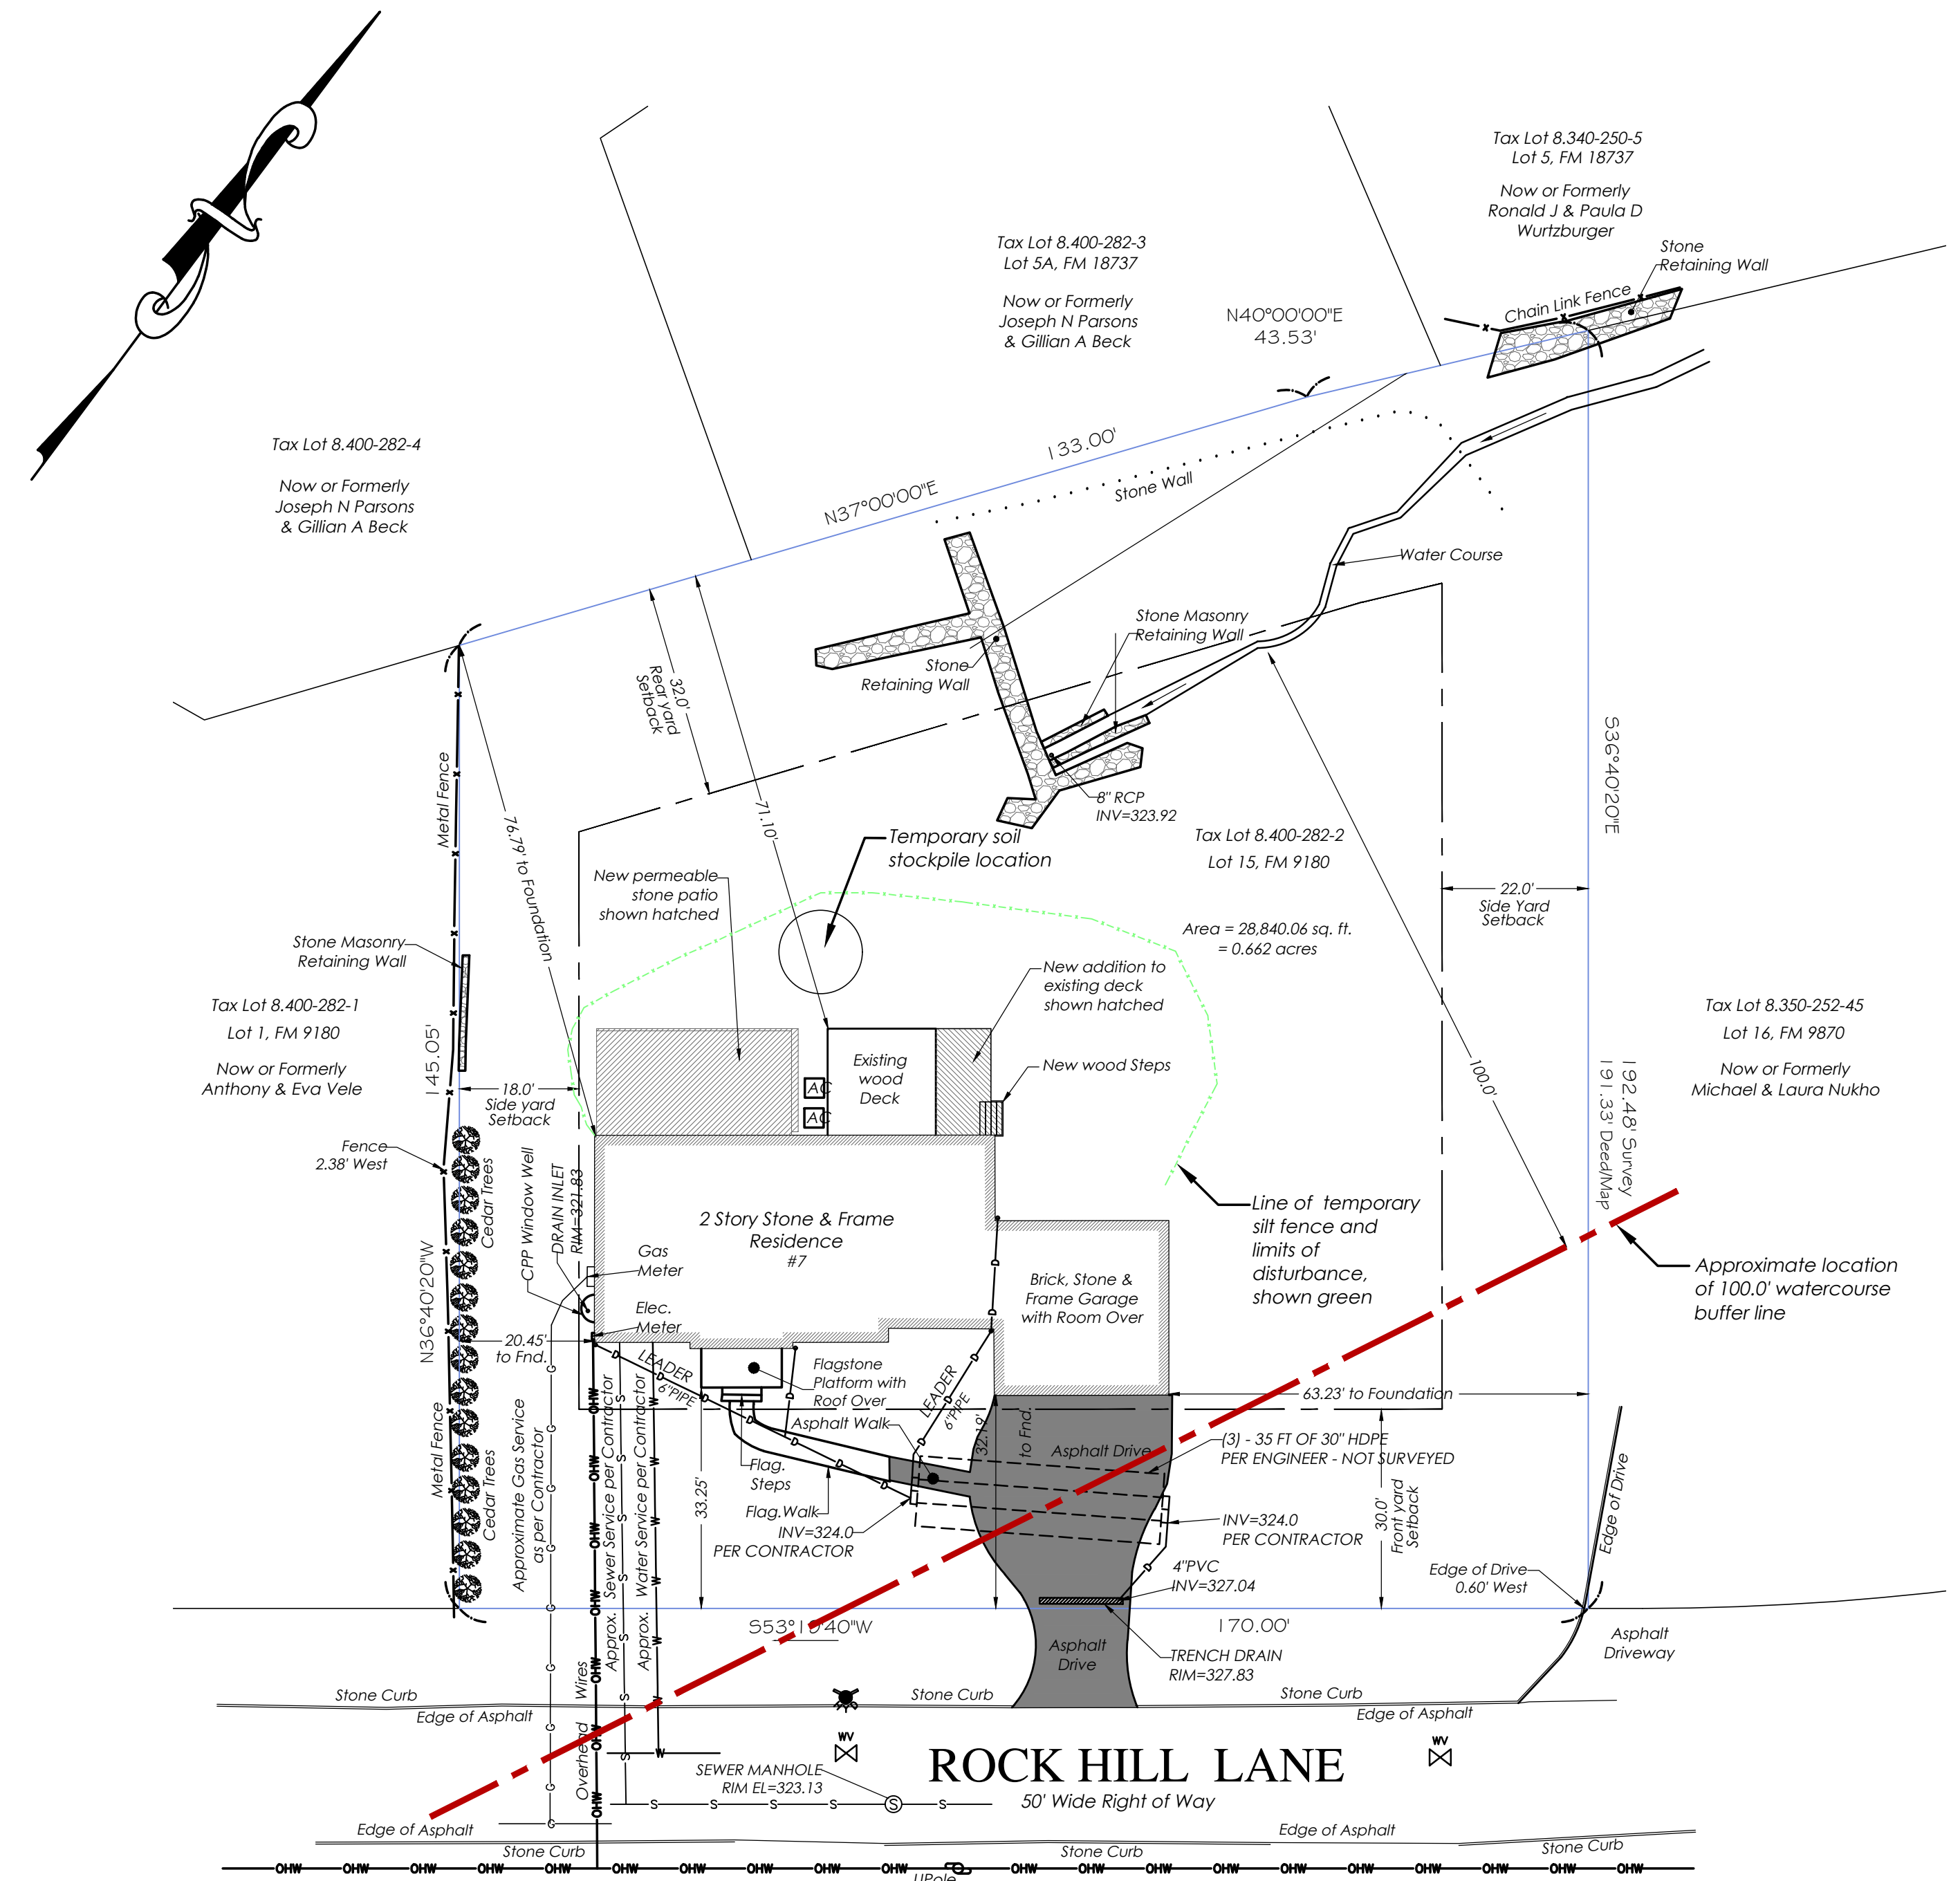 Tax Lot 8.340-250-5
Lot 5, FM 18737
Now or Formerly
Ronald J & Paula D
Wurtzburger
Stone
Retaining Wall
Chain Link Fence
Tax Lot 8.400-282-3
Lot 5A, FM 18737
Now or Formerly
Joseph N Parsons
& Gillian A Beck
N40°00'00"E
43.53'
Tax Lot 8.400-282-4
Now or Formerly
Joseph N Parsons
& Gillian A Beck
N37°00'00"E
133.00'
Stone Wall
Water Course
Stone Masonry
Retaining Wall
Stone
Retaining Wall
32.0'
Rear yard
Setback
71.10'
76.79' to Foundation
Metal Fence
8" RCP
INV=323.92
Temporary soil
stockpile location
Tax Lot 8.400-282-2
Lot 15, FM 9180
Area = 28,840.06 sq. ft.
= 0.662 acres
S36°40'20"E
22.0'
Side Yard
Setback
New permeable
stone patio
shown hatched
Stone Masonry
Retaining Wall
New addition to
existing deck
shown hatched
New wood Steps
Tax Lot 8.400-282-1
Lot 1, FM 9180
Now or Formerly
Anthony & Eva Vele
145.05'
18.0'
Side yard
Setback
AC
AC
Existing
wood
Deck
100.0'
192.48' Survey
191.33' Deed/Map
Tax Lot 8.350-252-45
Lot 16, FM 9870
Now or Formerly
Michael & Laura Nukho
Fence
2.38' West
Cedar Trees
CPP Window Well
DRAIN INLET
RIM=321.83
2 Story Stone & Frame
Residence
#7
Gas
Meter
Elec.
Meter
Brick, Stone &
Frame Garage
with Room Over
Line of temporary
silt fence and
limits of
disturbance,
shown green
Approximate location
of 100.0' watercourse
buffer line
N36°40'20"W
20.45'
to Fnd.
LEADER
6"PIPE
Flagstone
Platform with
Roof Over
Asphalt Walk
LEADER
6"PIPE
32.19'
to Fnd.
63.23' to Foundation
Asphalt Drive
(3) - 35 FT OF 30" HDPE
PER ENGINEER - NOT SURVEYED
Metal Fence
Cedar Trees
Approximate Gas Service
as per Contractor
Approx. Sewer Service per Contractor
Approx. Water Service per Contractor
Flag.
Steps
Flag.Walk
33.25'
INV=324.0
PER CONTRACTOR
INV=324.0
PER CONTRACTOR
30.0'
Front yard
Setback
4"PVC
INV=327.04
Edge of Drive
0.60' West
Edge of Drive
170.00'
Asphalt
Drive
TRENCH DRAIN
RIM=327.83
Asphalt
Driveway
Overhead Wires
Stone Curb
Stone Curb
Stone Curb
Edge of Asphalt
Edge of Asphalt
WV
WV
ROCK HILL LANE
50' Wide Right of Way
SEWER MANHOLE
RIM EL=323.13
S S S S S S
Edge of Asphalt
Edge of Asphalt
Stone Curb
Stone Curb
Stone Curb
OHW OHW OHW OHW OHW OHW OHW OHW OHW OHW OHW OHW OHW OHW OHW OHW OHW OHW OHW OHW
UPole